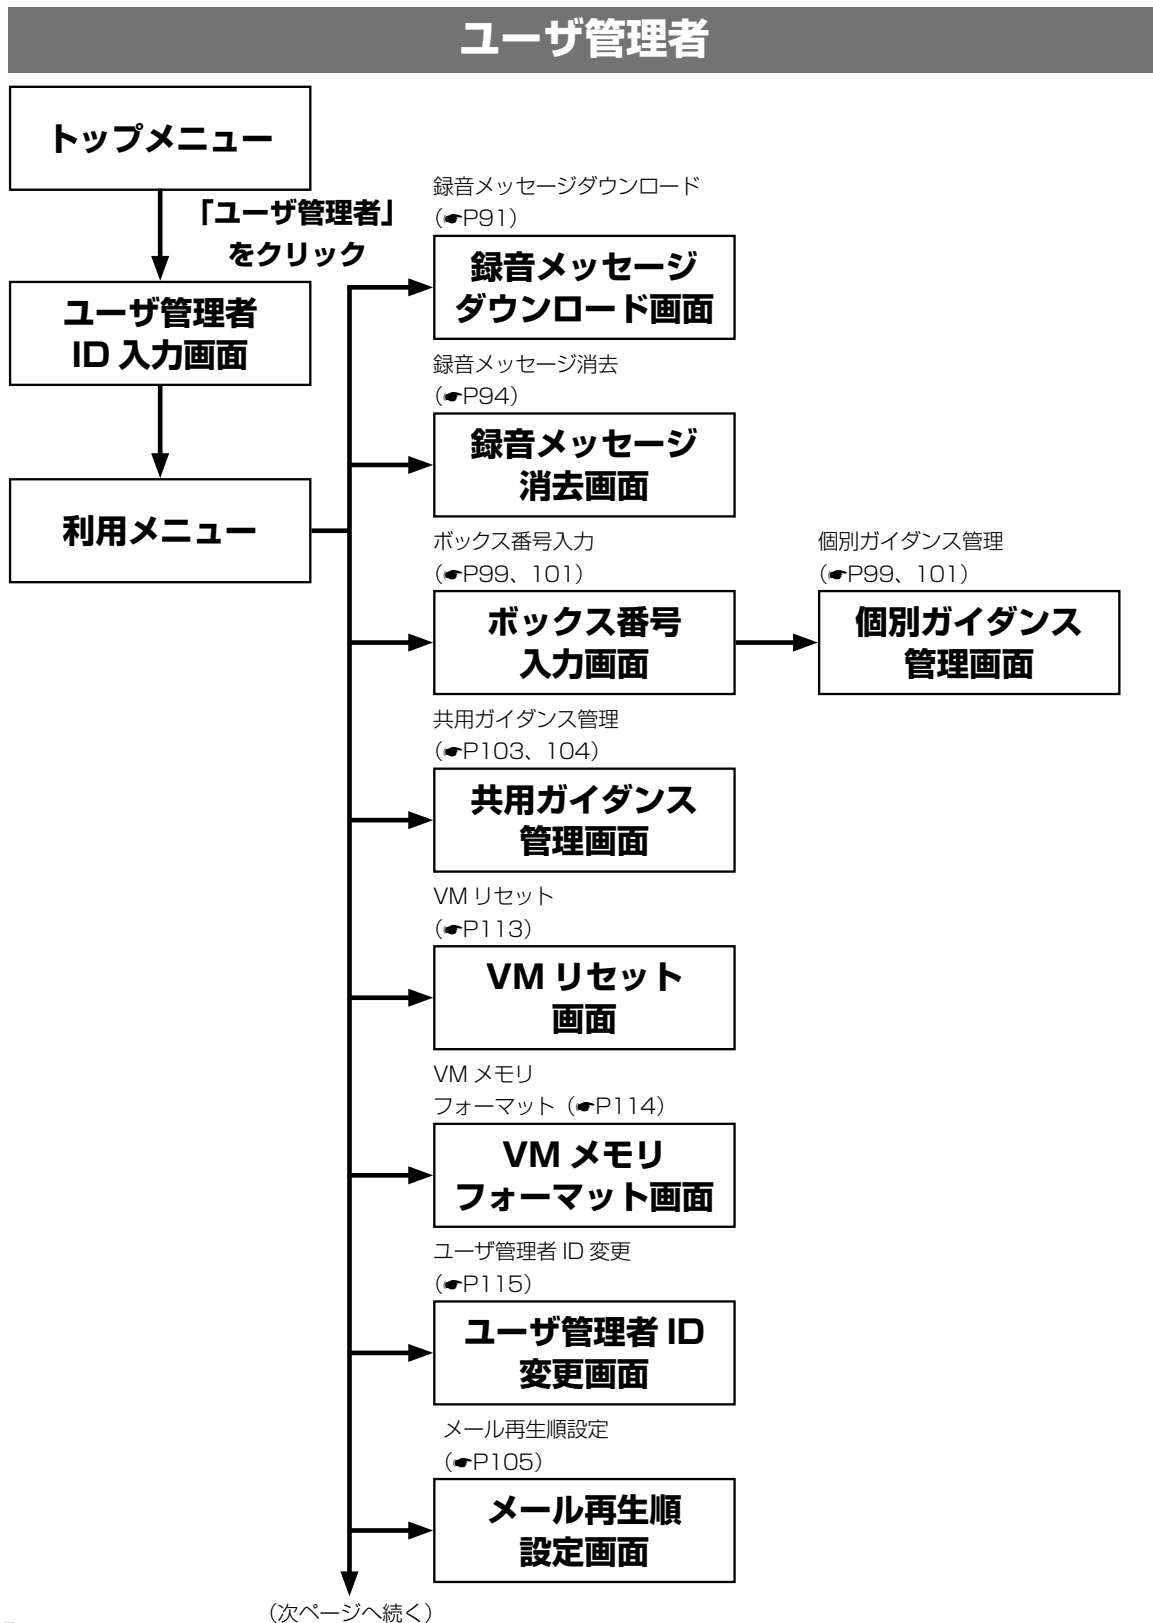 ユーザ管理者
トップメニュー
「ユーザ管理者」
をクリック
ユーザ管理者
ID 入力画面
利用メニュー
録音メッセージダウンロード
(☛P91)
録音メッセージ
ダウンロード画面
録音メッセージ消去
(☛P94)
録音メッセージ
消去画面
ボックス番号入力
(☛P99、101)
ボックス番号
入力画面
個別ガイダンス管理
(☛P99、101)
個別ガイダンス
管理画面
共用ガイダンス管理
(☛P103、104)
共用ガイダンス
管理画面
VM リセット
(☛P113)
VM リセット
画面
VM メモリ
フォーマット (☛P114)
VM メモリ
フォーマット画面
ユーザ管理者 ID 変更
(☛P115)
ユーザ管理者 ID
変更画面
メール再生順設定
(☛P105)
メール再生順
設定画面
(次ページへ続く)